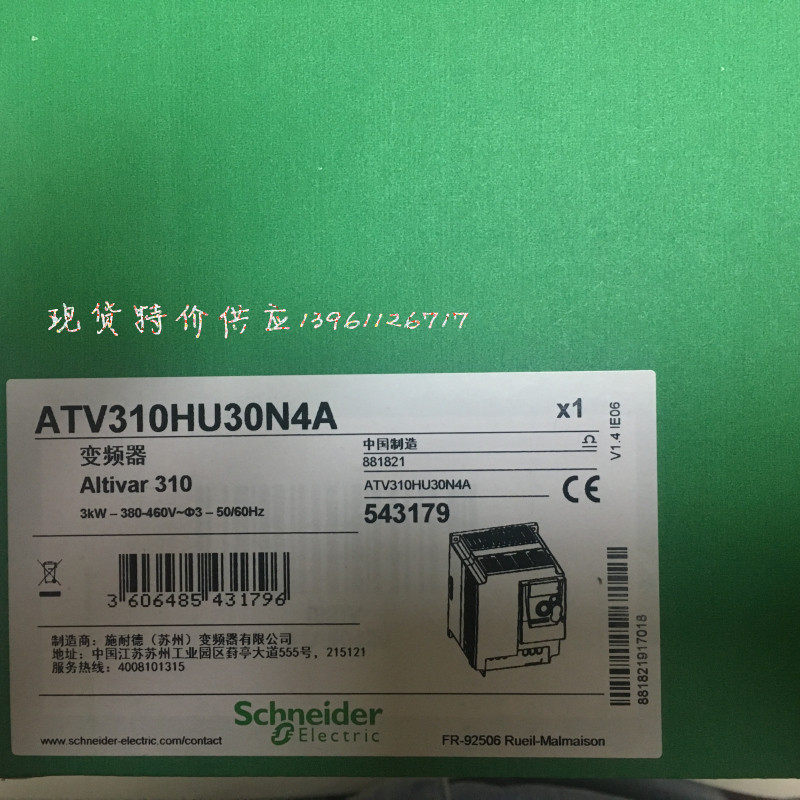 现货特价供应13961126717
ATV310HU30N4A
x1
变频器
Altivar 310
3kW – 380-460V~Φ3 – 50/60Hz
中国制造
881821
ATV310HU30N4A
543179
CE
V1.4 IE06
3 606485 431796
制造商：施耐德（苏州）变频器有限公司
地址：中国江苏苏州工业园区葑亭大道555号，215121
服务热线：4008101315
881821917018
Schneider
Electric
www.schneider-electric.com/contact
FR-92506 Rueil-Malmaison